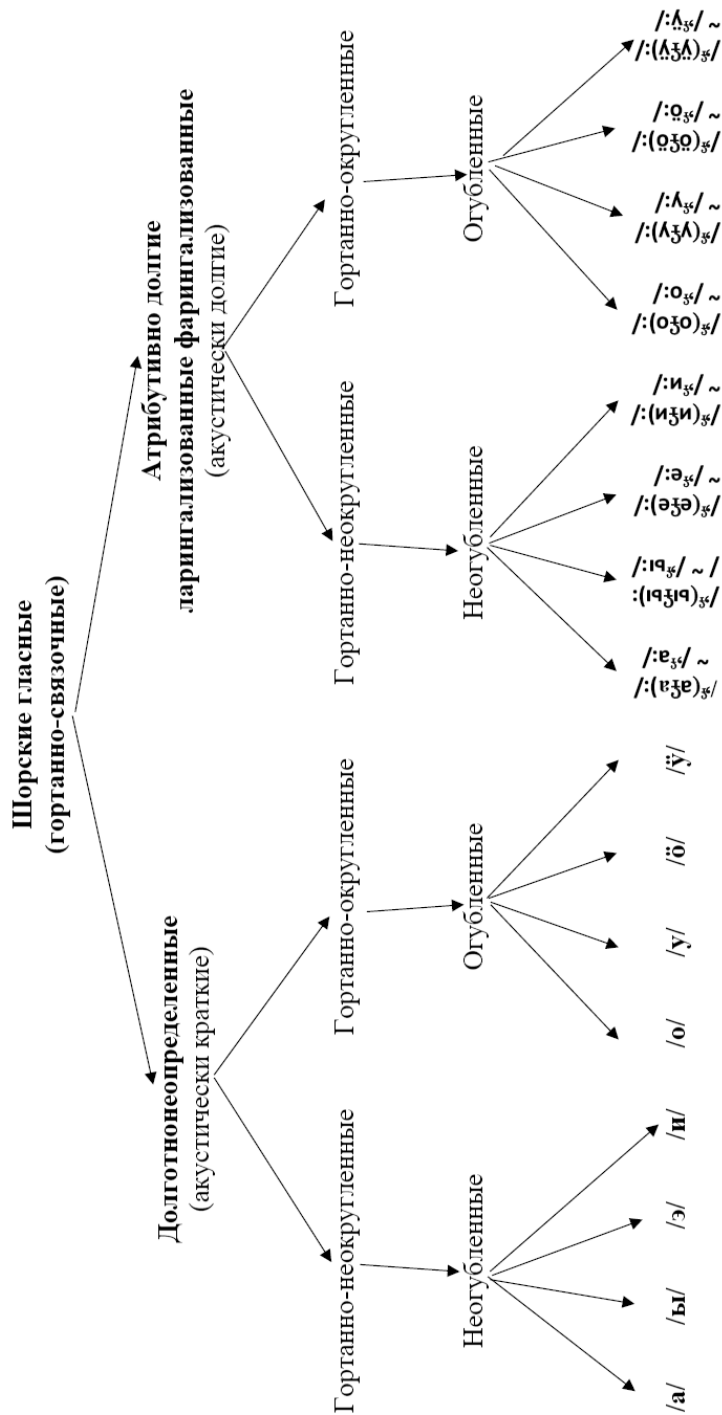 Шорские гласные
(гортанно-связочные)
Долготнонеопределенные
(акустически краткие)
Атрибутивно долгие
ларингализованные фарингализованные
(акустически долгие)
Гортанно-неокругленные
Гортанно-округленные
Гортанно-неокругленные
Гортанно-округленные
Неогубленные
Огубленные
Неогубленные
Огубленные
/а/
/ы/
/э/
/и/
/о/
/у/
/ӧ/
/ӱ/